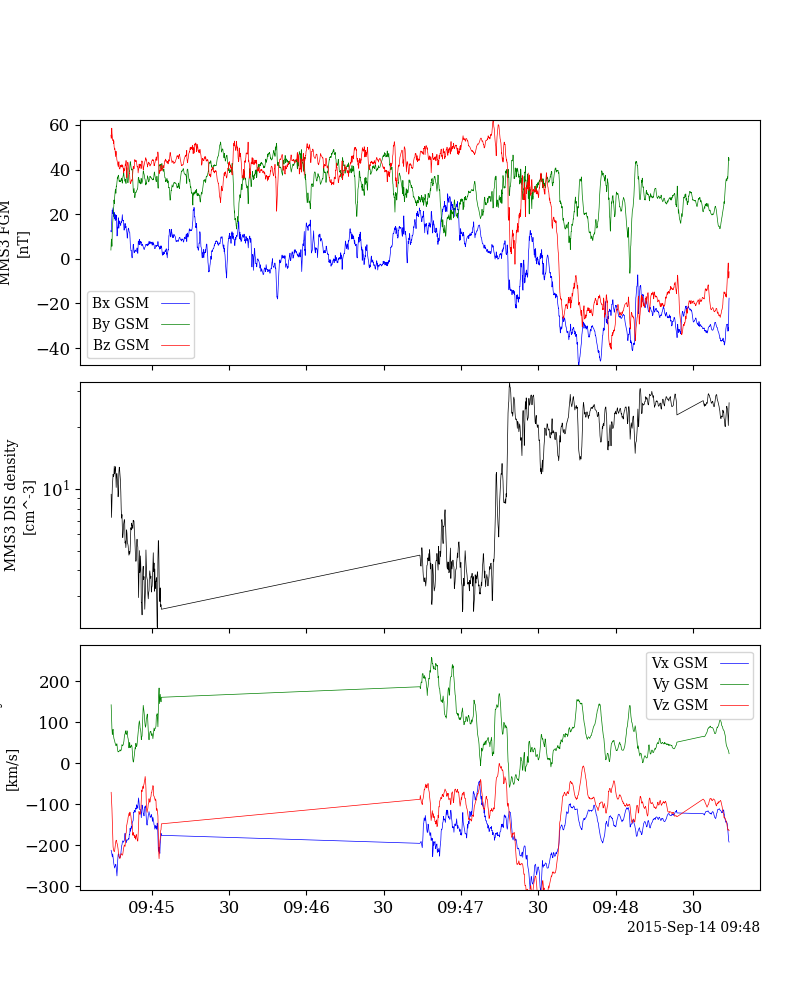 60
40
20
0
−20
−40
MMS3 FGM
[nT]
Bx GSM
By GSM
Bz GSM
10^1
MMS3 DIS density
[cm^-3]
200
100
0
−100
−200
−300
[km/s]
Vx GSM
Vy GSM
Vz GSM
09:45 30 09:46 30 09:47 30 09:48 30
2015-Sep-14 09:48